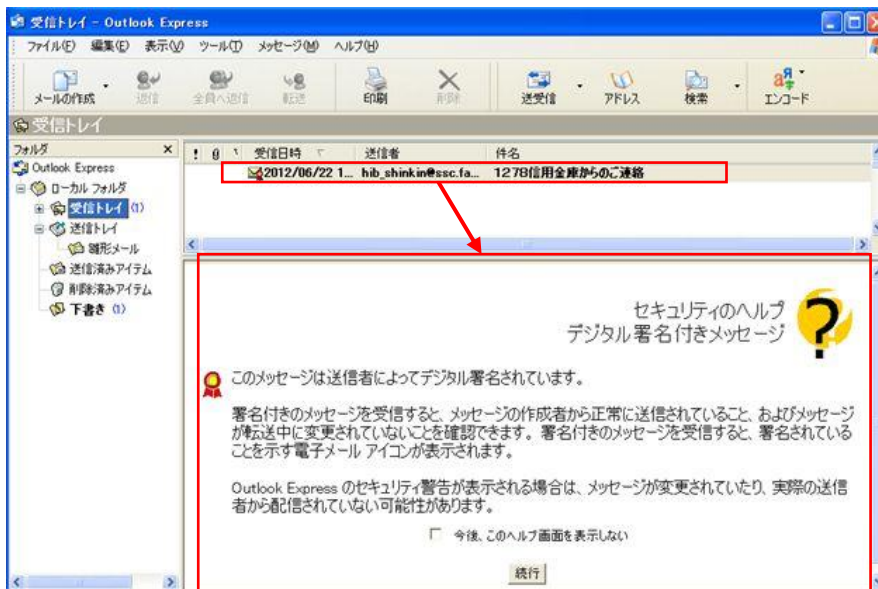 受信トレイ - Outlook Express
ファイル(F) 編集(E) 表示(V) ツール(T) メッセージ(M) ヘルプ(H)
メールの作成 返信 全員へ返信 転送 印刷 削除 送受信 アドレス 検索 エンコード
受信トレイ
フォルダ
! 受信日時 送信者 件名
2012/06/22 1... hib_shinkin@ssc.fa... 1278信用金庫からのご連絡
Outlook Express
ローカル フォルダ
受信トレイ (1)
送信トレイ
雛形メール
送信済みアイテム
削除済みアイテム
下書き (1)
セキュリティのヘルプ
デジタル署名付きメッセージ
このメッセージは送信者によってデジタル署名されています。
署名付きのメッセージを受信すると、メッセージの作成者から正常に送信されていること、およびメッセージ
が転送中に変更されていないことを確認できます。署名付きのメッセージを受信すると、署名されている
ことを示す電子メール アイコンが表示されます。
Outlook Express のセキュリティ警告が表示される場合は、メッセージが変更されていたり、実際の送信
者から配信されていない可能性があります。
今後、このヘルプ画面を表示しない
続行